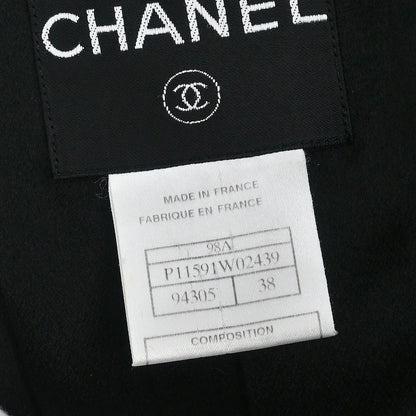 CHANEL
MADE IN FRANCE
FABRIQUE EN FRANCE
98A
P11591W02439
94305 38
COMPOSITION